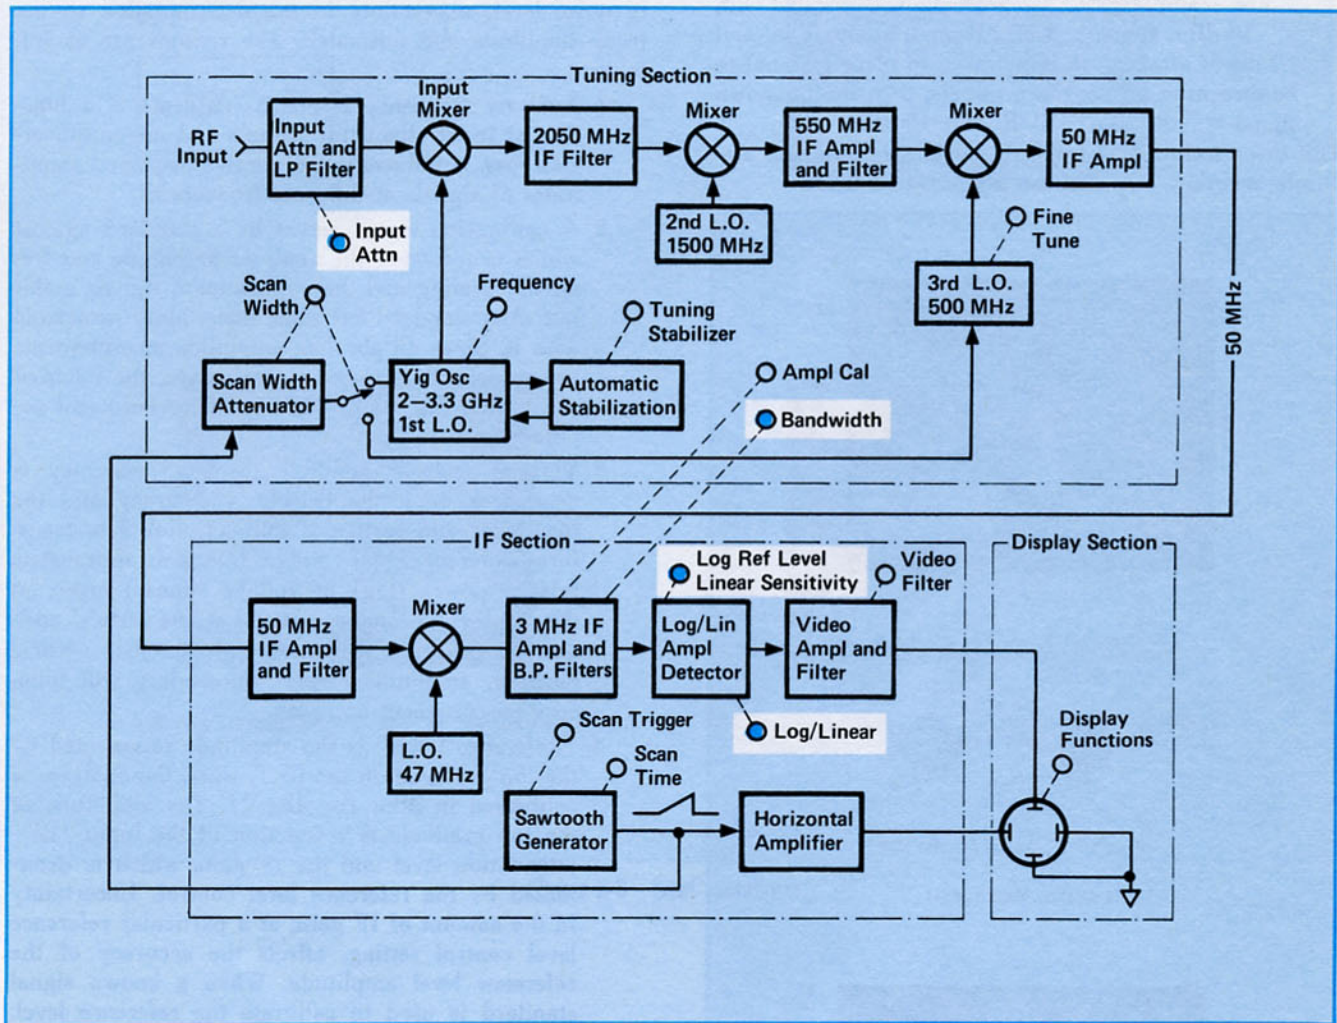 Tuning Section
RF
Input
Input
Attn and
LP Filter
Input
Mixer
2050 MHz
IF Filter
Mixer
550 MHz
IF Ampl
and Filter
Mixer
50 MHz
IF Ampl
Input
Attn
2nd L.O.
1500 MHz
Fine
Tune
3rd L.O.
500 MHz
50 MHz
Scan
Width
Frequency
Tuning
Stabilizer
Scan Width
Attenuator
Yig Osc
2–3.3 GHz
1st L.O.
Automatic
Stabilization
Ampl Cal
Bandwidth
IF Section
Display Section
Log Ref Level
Linear Sensitivity
Video
Filter
50 MHz
IF Ampl
and Filter
Mixer
3 MHz IF
Ampl and
B.P. Filters
Log/Lin
Ampl
Detector
Video
Ampl and
Filter
L.O.
47 MHz
Scan Trigger
Scan
Time
Log/Linear
Display
Functions
Sawtooth
Generator
Horizontal
Amplifier